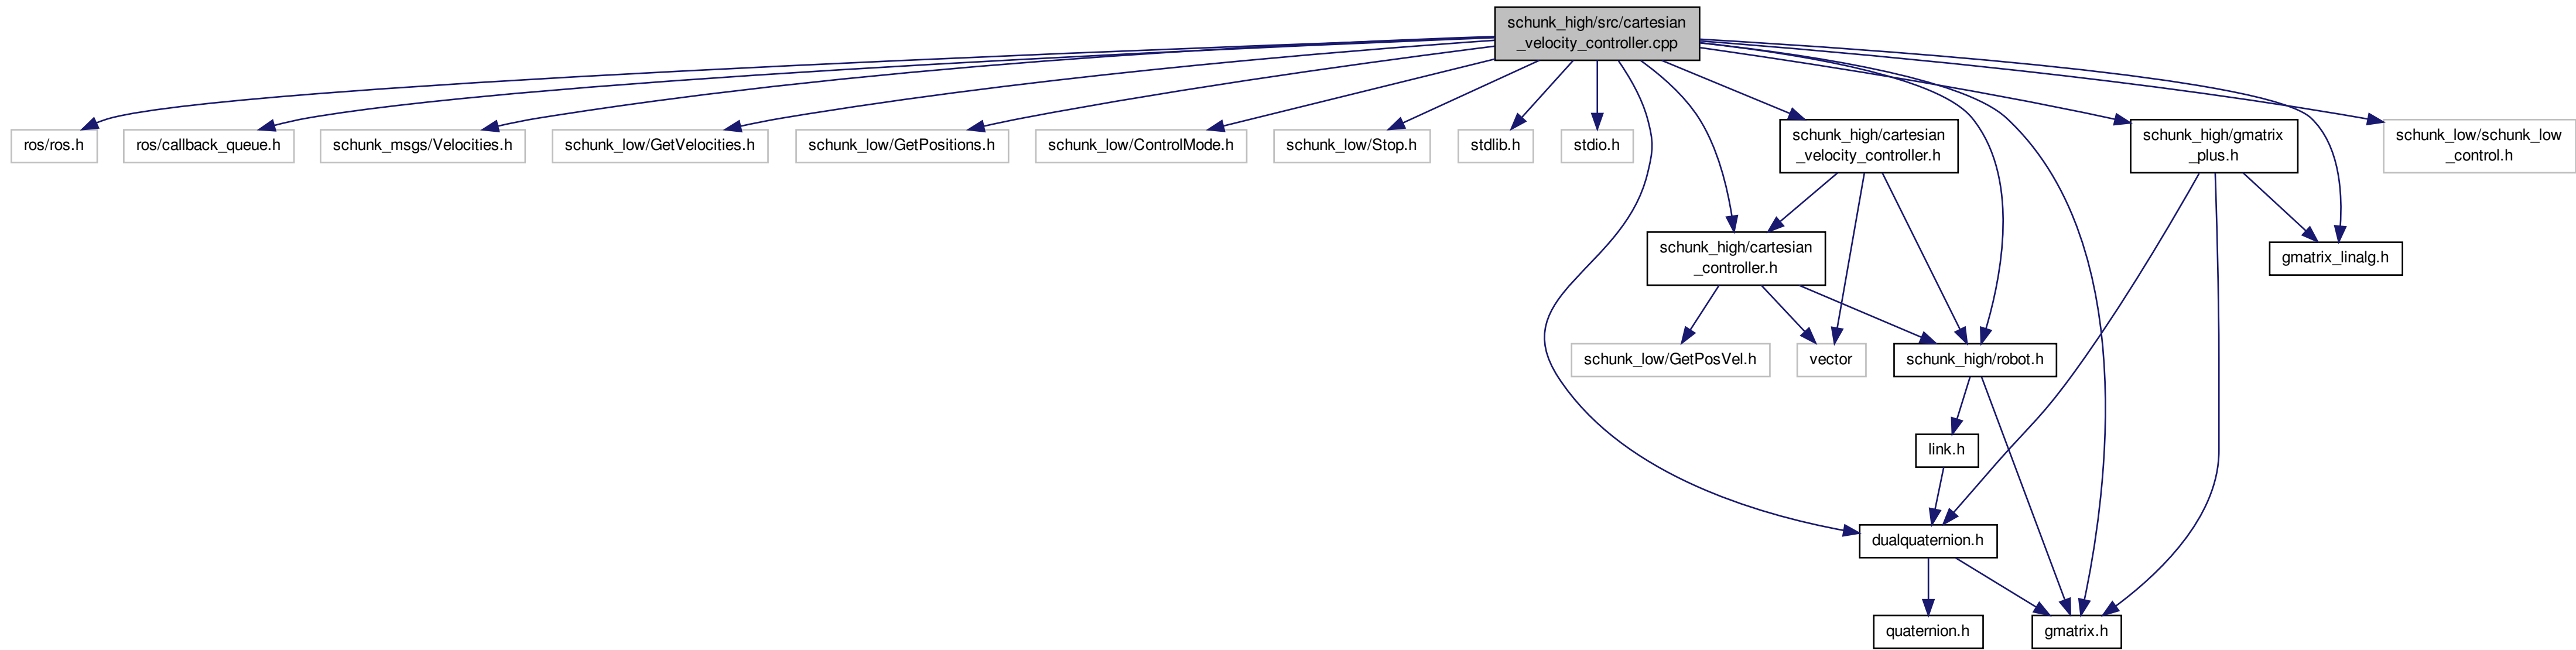 schunk_high/src/cartesian
_velocity_controller.cpp
ros/ros.h
ros/callback_queue.h
schunk_msgs/Velocities.h
schunk_low/GetVelocities.h
schunk_low/GetPositions.h
schunk_low/ControlMode.h
schunk_low/Stop.h
stdlib.h
stdio.h
schunk_high/cartesian
_velocity_controller.h
schunk_high/gmatrix
_plus.h
schunk_low/schunk_low
_control.h
schunk_high/cartesian
_controller.h
gmatrix_linalg.h
schunk_low/GetPosVel.h
vector
schunk_high/robot.h
link.h
dualquaternion.h
quaternion.h
gmatrix.h